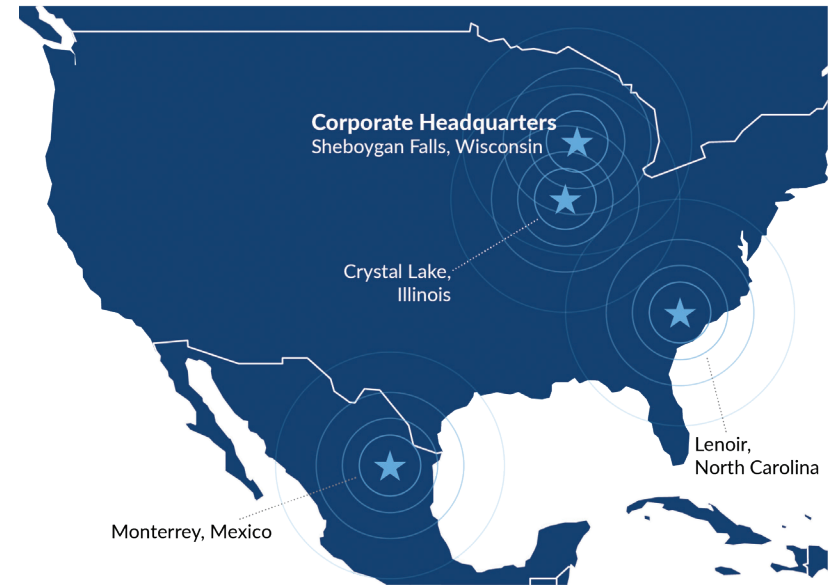 Corporate Headquarters
Sheboygan Falls, Wisconsin
Crystal Lake,
Illinois
Lenoir,
North Carolina
Monterrey, Mexico